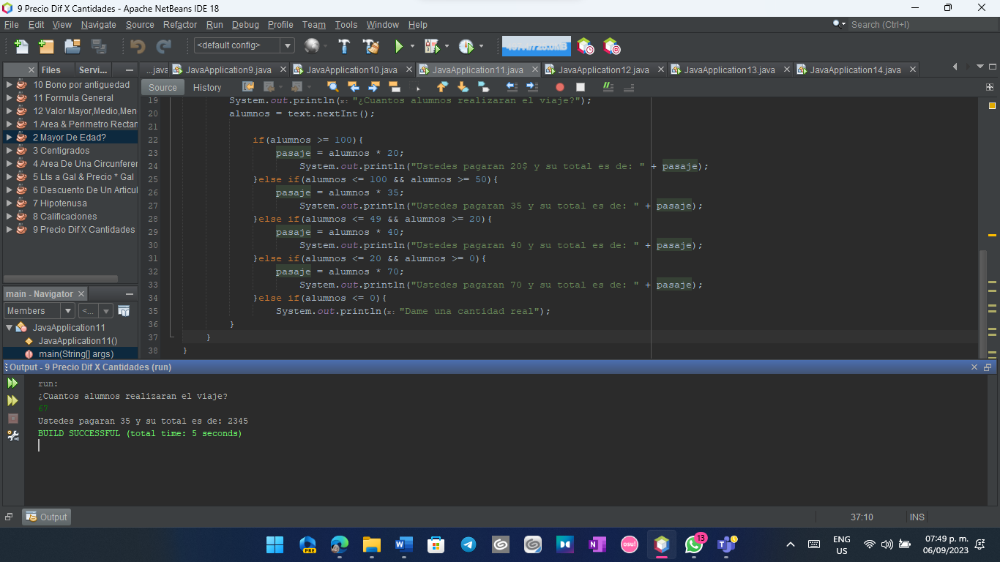 9 Precio Dif X Cantidades - Apache NetBeans IDE 18
File Edit View Navigate Source Refactor Run Debug Profile Team Tools Window Help
Search (Ctrl+I)
<default config>
Files Servi...
...java JavaApplication9.java JavaApplication10.java JavaApplication11.java JavaApplication12.java JavaApplication13.java JavaApplication14.java
Source History
10 Bono por antiguedad
11 Formula General
12 Valor Mayor,Medio,Men
1 Area & Perimetro Rectar
2 Mayor De Edad?
3 Centigrados
4 Area De Una Circunferer
5 Lts a Gal & Precio * Gal
6 Descuento De Un Articul
7 Hipotenusa
8 Calificaciones
9 Precio Dif X Cantidades
main - Navigator
Members <...
JavaApplication11
JavaApplication11()
main(String[] args)
19 System.out.println(x: "¿Cuantos alumnos realizaran el viaje?");
20 alumnos = text.nextInt();
21
22 if(alumnos >= 100){
23 pasaje = alumnos * 20;
24 System.out.println("Ustedes pagaran 20$ y su total es de: " + pasaje);
25 }else if(alumnos <= 100 && alumnos >= 50){
26 pasaje = alumnos * 35;
27 System.out.println("Ustedes pagaran 35 y su total es de: " + pasaje);
28 }else if(alumnos <= 49 && alumnos >= 20){
29 pasaje = alumnos * 40;
30 System.out.println("Ustedes pagaran 40 y su total es de: " + pasaje);
31 }else if(alumnos <= 20 && alumnos >= 0){
32 pasaje = alumnos * 70;
33 System.out.println("Ustedes pagaran 70 y su total es de: " + pasaje);
34 }else if(alumnos <= 0){
35 System.out.println(x: "Dame una cantidad real");
36 }
37 }
38 }
Output - 9 Precio Dif X Cantidades (run)
run:
¿Cuantos alumnos realizaran el viaje?
67
Ustedes pagaran 35 y su total es de: 2345
BUILD SUCCESSFUL (total time: 5 seconds)
Output
37:10 INS
PRE
W
N
osu!
13
ENG
US
07:49 p. m.
06/09/2023